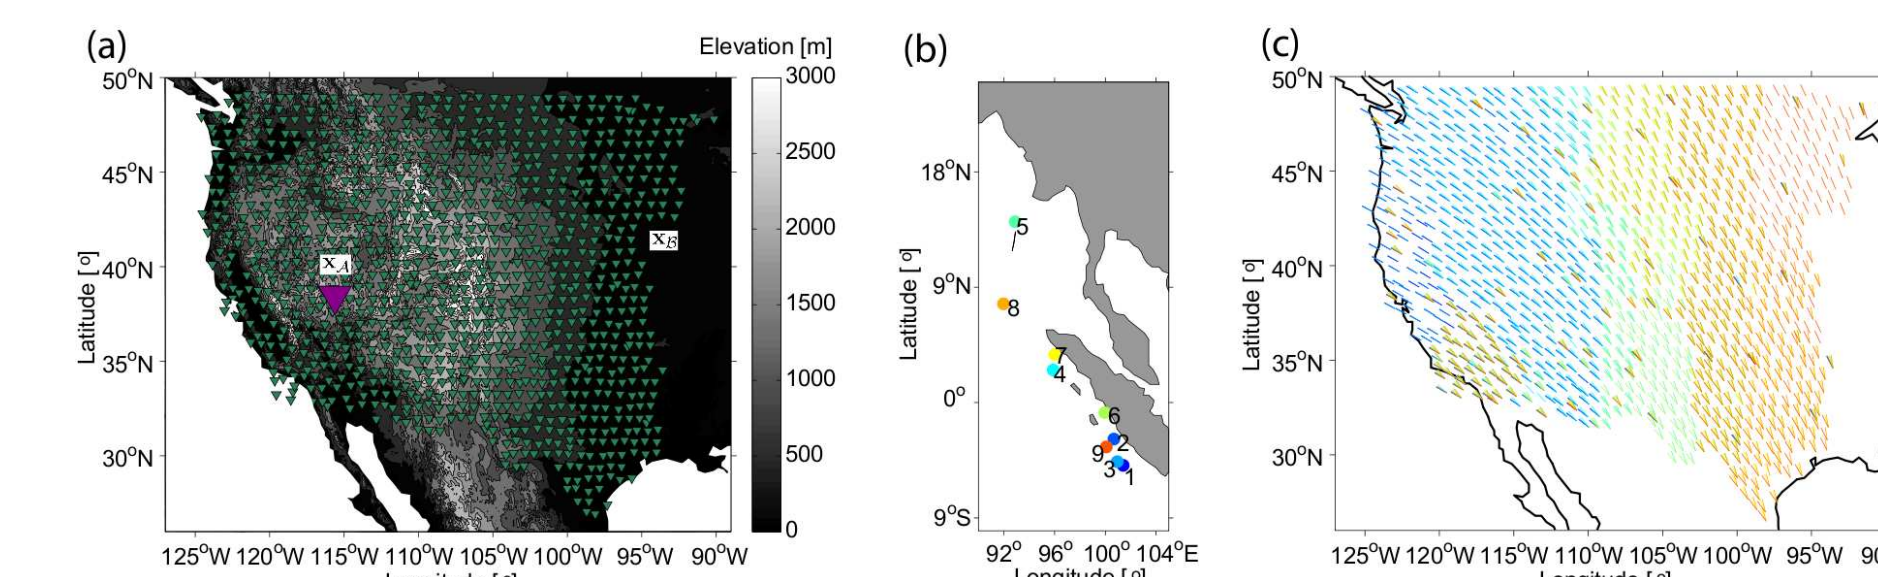 (a)
Elevation [m]
50°N
45°N
40°N
35°N
30°N
Latitude [°]
x_A
x_B
3000
2500
2000
1500
1000
500
0
125°W 120°W 115°W 110°W 105°W 100°W 95°W 90°W
(b)
18°N
9°N
0°
9°S
Latitude [°]
5
8
7
4
6
2
9
3
1
92° 96° 100° 104°E
Longitude [°]
(c)
50°N
45°N
40°N
35°N
30°N
Latitude [°]
125°W 120°W 115°W 110°W 105°W 100°W 95°W